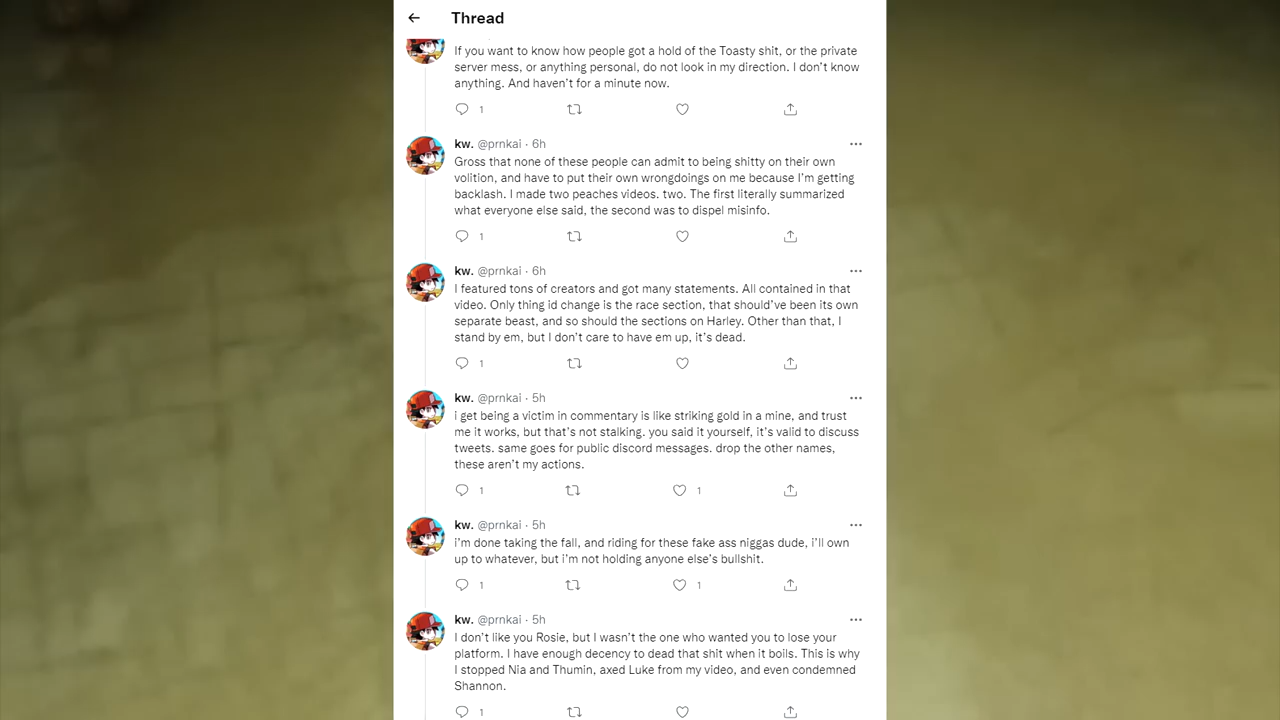 Thread
If you want to know how people got a hold of the Toasty shit, or the private
server mess, or anything personal, do not look in my direction. I don't know
anything. And haven't for a minute now.
1
kw. @prnkai · 6h
Gross that none of these people can admit to being shitty on their own
volition, and have to put their own wrongdoings on me because I'm getting
backlash. I made two peaches videos. two. The first literally summarized
what everyone else said, the second was to dispel misinfo.
1
kw. @prnkai · 6h
I featured tons of creators and got many statements. All contained in that
video. Only thing id change is the race section, that should've been its own
separate beast, and so should the sections on Harley. Other than that, I
stand by em, but I don't care to have em up, it's dead.
1
kw. @prnkai · 5h
i get being a victim in commentary is like striking gold in a mine, and trust
me it works, but that's not stalking. you said it yourself, it's valid to discuss
tweets. same goes for public discord messages. drop the other names,
these aren't my actions.
1 1
kw. @prnkai · 5h
i'm done taking the fall, and riding for these fake ass niggas dude, i'll own
up to whatever, but i'm not holding anyone else's bullshit.
1 1
kw. @prnkai · 5h
I don't like you Rosie, but I wasn't the one who wanted you to lose your
platform. I have enough decency to dead that shit when it boils. This is why
I stopped Nia and Thumin, axed Luke from my video, and even condemned
Shannon.
1